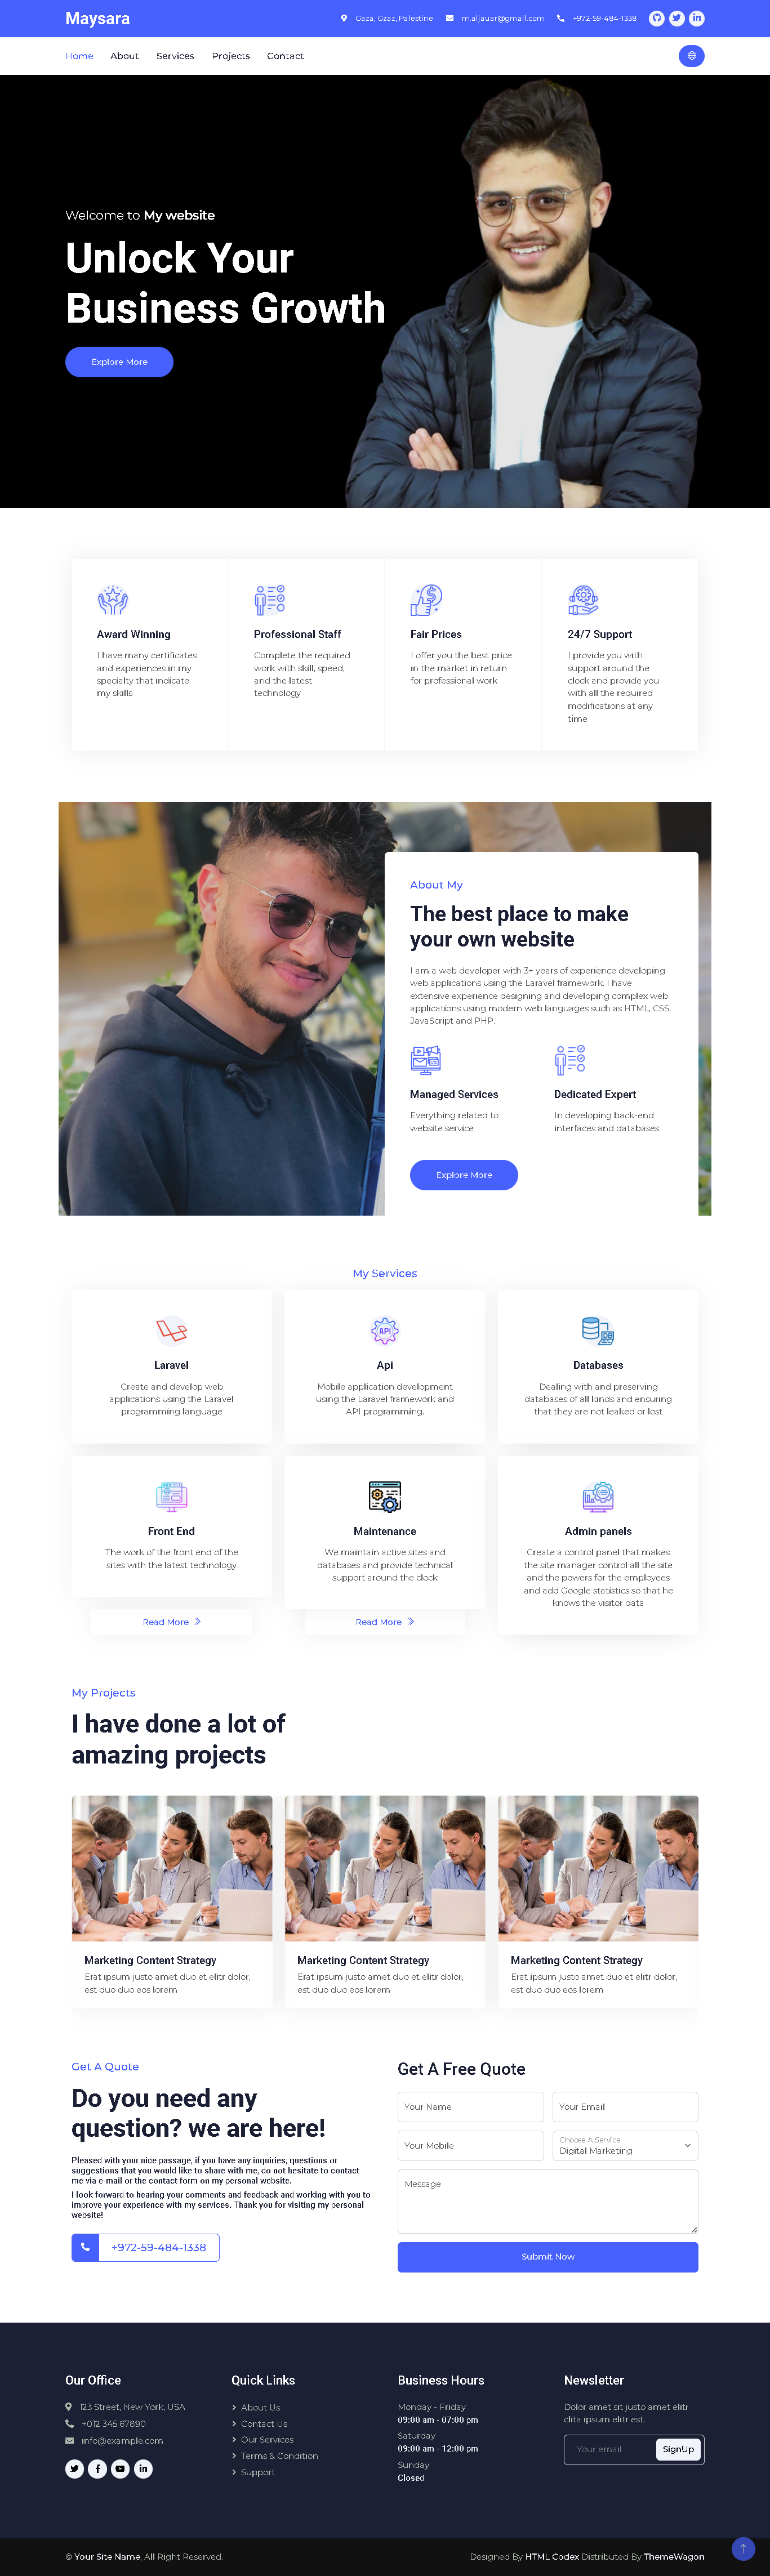 Maysara
Gaza, Gzaz, Palestine
m.aljauar@gmail.com
+972-59-484-1338
Home
About
Services
Projects
Contact
Welcome to My website
Unlock Your
Business Growth
Explore More
Award Winning
I have many certificates
and experiences in my
specialty that indicate
my skills
Professional Staff
Complete the required
work with skill, speed,
and the latest
technology
Fair Prices
I offer you the best price
in the market in return
for professional work
24/7 Support
I provide you with
support around the
clock and provide you
with all the required
modifications at any
time
About My
The best place to make
your own website
I am a web developer with 3+ years of experience developing
web applications using the Laravel framework. I have
extensive experience designing and developing complex web
applications using modern web languages such as HTML, CSS,
JavaScript and PHP.
Managed Services
Everything related to
website service
Dedicated Expert
In developing back-end
interfaces and databases
Explore More
My Services
Laravel
Create and develop web
applications using the Laravel
programming language
API
Api
Mobile application development
using the Laravel framework and
API programming.
Databases
Dealing with and preserving
databases of all kinds and ensuring
that they are not leaked or lost
Front End
The work of the front end of the
sites with the latest technology
Read More
Maintenance
We maintain active sites and
databases and provide technical
support around the clock
Read More
Admin panels
Create a control panel that makes
the site manager control all the site
and the powers for the employees
and add Google statistics so that he
knows the visitor data
My Projects
I have done a lot of
amazing projects
Marketing Content Strategy
Erat ipsum justo amet duo et elitr dolor,
est duo duo eos lorem
Marketing Content Strategy
Erat ipsum justo amet duo et elitr dolor,
est duo duo eos lorem
Marketing Content Strategy
Erat ipsum justo amet duo et elitr dolor,
est duo duo eos lorem
Get A Quote
Do you need any
question? we are here!
Pleased with your nice passage, if you have any inquiries, questions or
suggestions that you would like to share with me, do not hesitate to contact
me via e-mail or the contact form on my personal website.
I look forward to hearing your comments and feedback and working with you to
improve your experience with my services. Thank you for visiting my personal
website!
+972-59-484-1338
Get A Free Quote
Your Name
Your Email
Your Mobile
Choose A Service
Digital Marketing
Message
Submit Now
Our Office
123 Street, New York, USA
+012 345 67890
info@example.com
Quick Links
About Us
Contact Us
Our Services
Terms & Condition
Support
Business Hours
Monday - Friday
09:00 am - 07:00 pm
Saturday
09:00 am - 12:00 pm
Sunday
Closed
Newsletter
Dolor amet sit justo amet elitr
clita ipsum elitr est.
Your email
SignUp
© Your Site Name, All Right Reserved.
Designed By HTML Codex Distributed By ThemeWagon